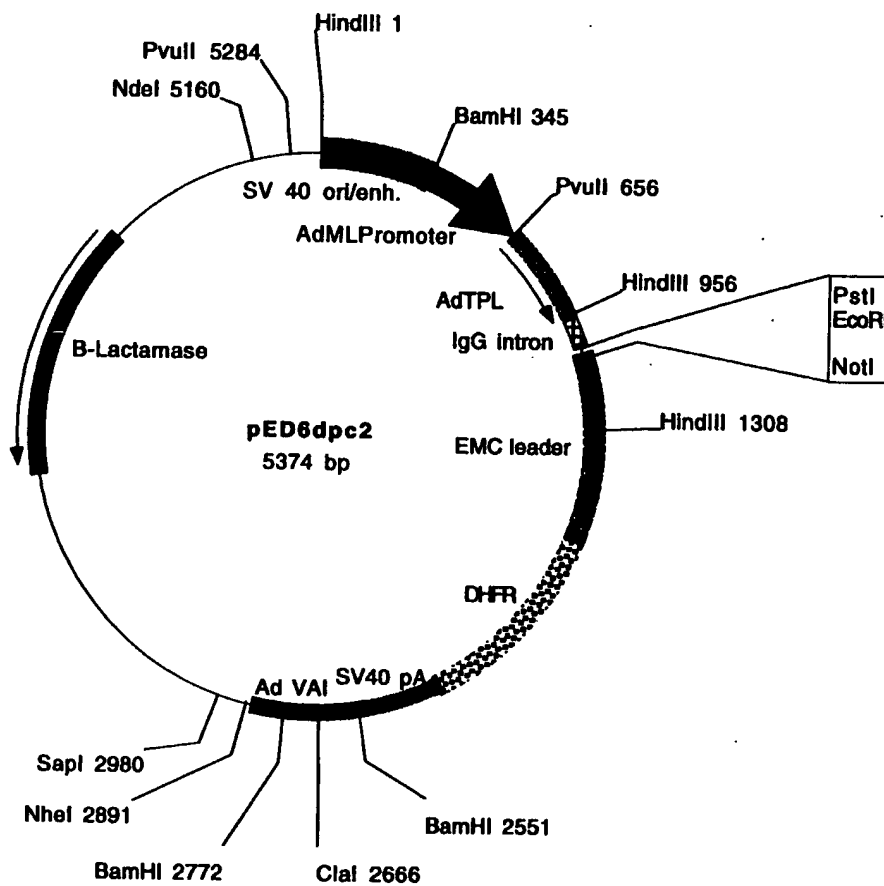 HindIII 1
PvuII 5284
NdeI 5160
BamHI 345
SV 40 ori/enh.
PvuII 656
AdMLPromoter
HindIII 956
AdTPL
PstI
EcoRI
IgG intron
B-Lactamase
NotI
pED6dpc2
HindIII 1308
EMC leader
5374 bp
DHFR
SV40 pA
Ad VAI
SapI 2980
NheI 2891
BamHI 2551
BamHI 2772
ClaI 2666